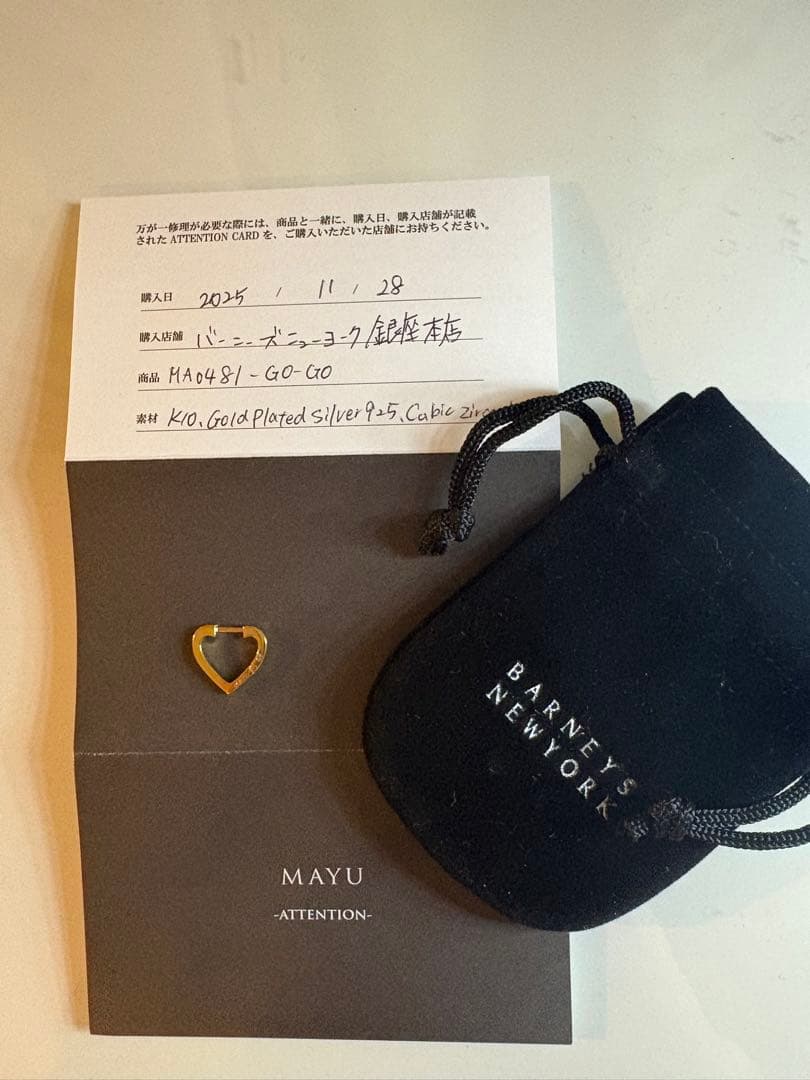 万が一修理が必要な際には、商品と一緒に、購入日、購入店舗が記載
された ATTENTION CARD を、ご購入いただいた店舗にお持ちください。
購入日 2025 / 11 / 28
購入店舗 バーニーズニューヨーク銀座本店
商品 MA0481-GO-GO
素材 K10、Gold Plated Silver925、Cubic
BARNEYS
NEWYORK
MAYU
-ATTENTION-